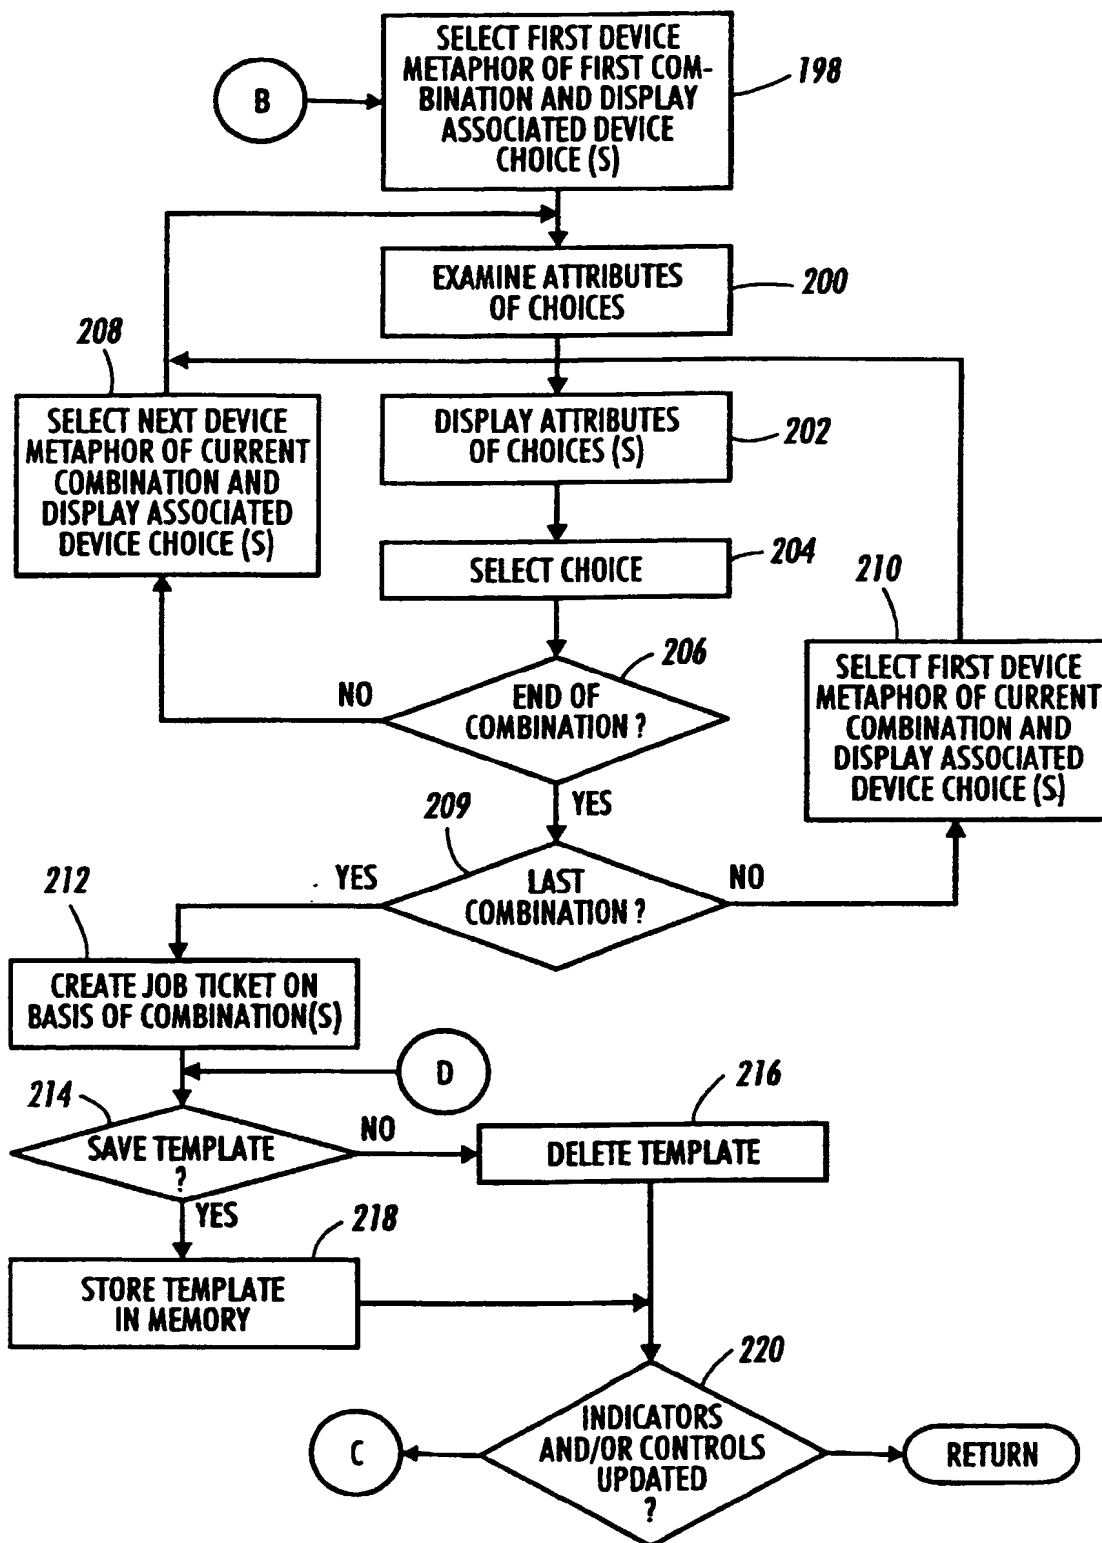 SELECT FIRST DEVICE
METAPHOR OF FIRST COM-
BINATION AND DISPLAY
ASSOCIATED DEVICE
CHOICE (S)
198
B
EXAMINE ATTRIBUTES
OF CHOICES
200
208
SELECT NEXT DEVICE
METAPHOR OF CURRENT
COMBINATION AND
DISPLAY ASSOCIATED
DEVICE CHOICE (S)
DISPLAY ATTRIBUTES
OF CHOICES (S)
202
SELECT CHOICE
204
210
SELECT FIRST DEVICE
METAPHOR OF CURRENT
COMBINATION AND
DISPLAY ASSOCIATED
DEVICE CHOICE (S)
206
NO
END OF
COMBINATION ?
YES
209
YES
LAST
COMBINATION ?
NO
212
CREATE JOB TICKET ON
BASIS OF COMBINATION(S)
D
214
SAVE TEMPLATE
?
NO
216
DELETE TEMPLATE
YES
218
STORE TEMPLATE
IN MEMORY
220
INDICATORS
AND/OR CONTROLS
UPDATED
?
C
RETURN